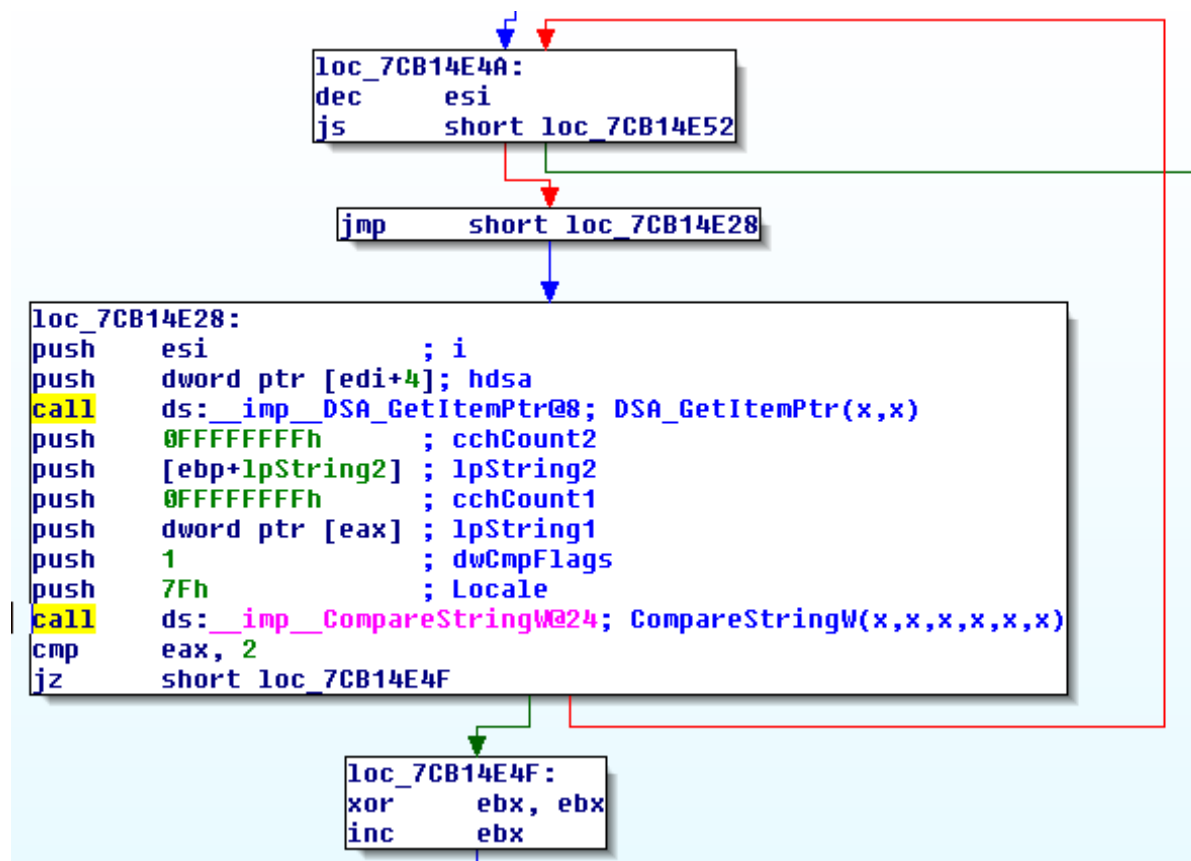 loc_7CB14E4A:
dec     esi
js      short loc_7CB14E52
jmp     short loc_7CB14E28
loc_7CB14E28:
push    esi             ; i
push    dword ptr [edi+4]; hdsa
call    ds:__imp__DSA_GetItemPtr@8; DSA_GetItemPtr(x,x)
push    0FFFFFFFFh      ; cchCount2
push    [ebp+lpString2] ; lpString2
push    0FFFFFFFFh      ; cchCount1
push    dword ptr [eax] ; lpString1
push    1               ; dwCmpFlags
push    7Fh             ; Locale
call    ds:__imp__CompareStringW@24; CompareStringW(x,x,x,x,x,x)
cmp     eax, 2
jz      short loc_7CB14E4F
loc_7CB14E4F:
xor     ebx, ebx
inc     ebx